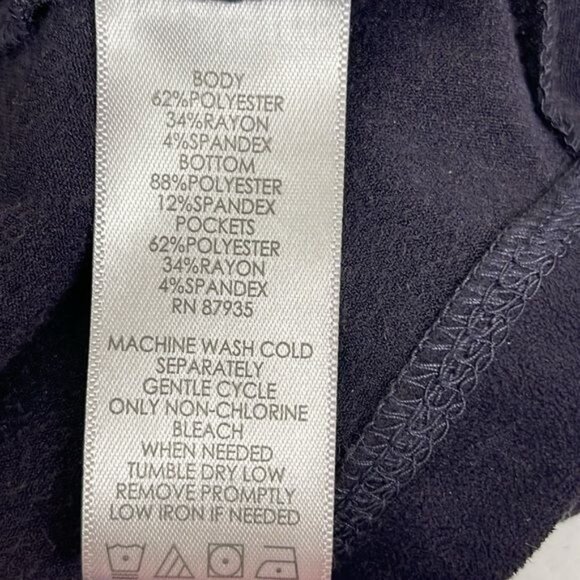 BODY
62%POLYESTER
34%RAYON
4%SPANDEX
BOTTOM
88%POLYESTER
12%SPANDEX
POCKETS
62%POLYESTER
34%RAYON
4%SPANDEX
RN 87935
MACHINE WASH COLD
SEPARATELY
GENTLE CYCLE
ONLY NON-CHLORINE
BLEACH
WHEN NEEDED
TUMBLE DRY LOW
REMOVE PROMPTLY
LOW IRON IF NEEDED